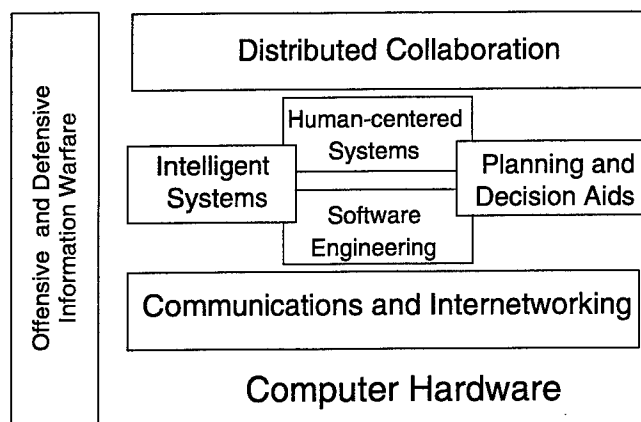 Offensive and Defensive
Information Warfare
Distributed Collaboration
Human-centered
Systems
Intelligent
Systems
Planning and
Decision Aids
Software
Engineering
Communications and Internetworking
Computer Hardware